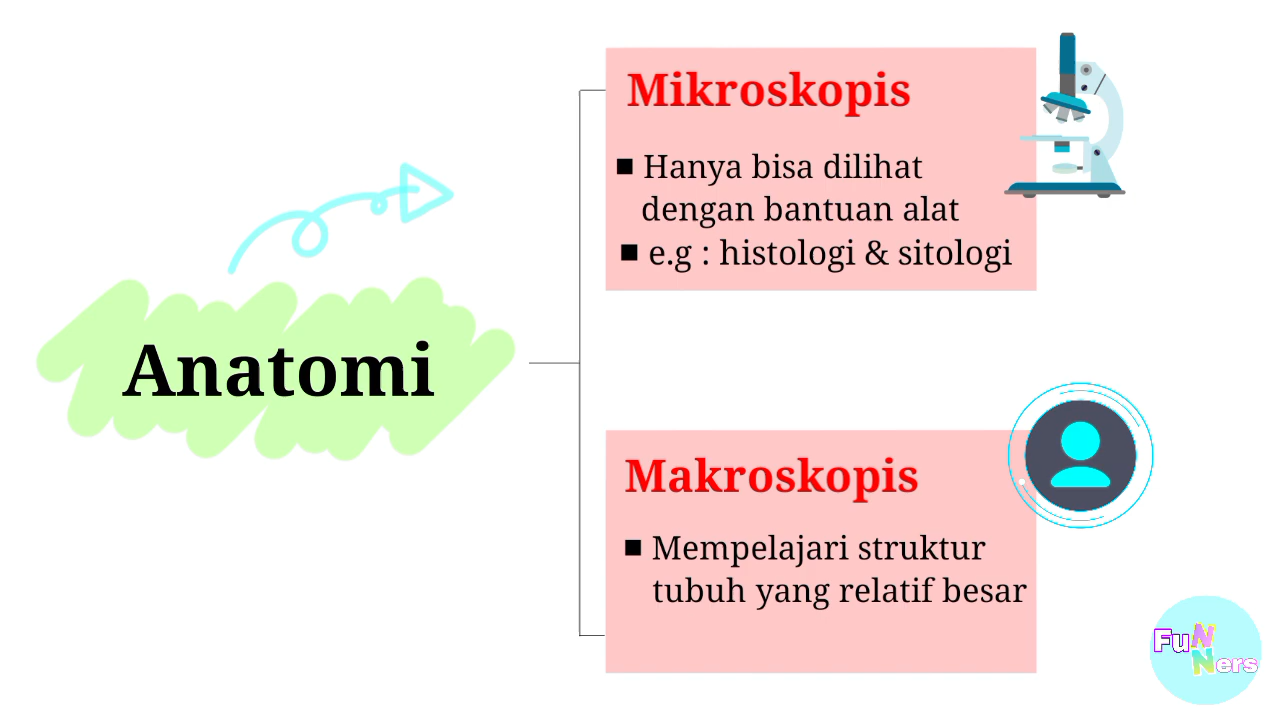 Anatomi
Mikroskopis
▪ Hanya bisa dilihat
dengan bantuan alat
▪ e.g : histologi & sitologi
Makroskopis
▪ Mempelajari struktur
tubuh yang relatif besar
FuN
Ners